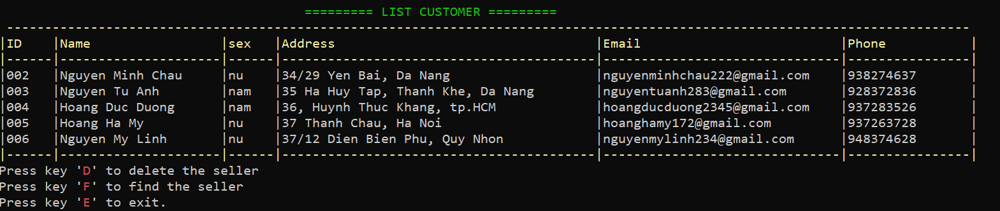 ========= LIST CUSTOMER =========
------------------------------------------------------------------------------------------------------------------------------
|ID    |Name                 |sex   |Address                                  |Email                          |Phone           |
|------|---------------------|------|-----------------------------------------|-------------------------------|----------------|
|002   |Nguyen Minh Chau     |nu    |34/29 Yen Bai, Da Nang                   |nguyenminhchau222@gmail.com    |938274637       |
|003   |Nguyen Tu Anh        |nam   |35 Ha Huy Tap, Thanh Khe, Da Nang        |nguyentuanh283@gmail.com       |928372836       |
|004   |Hoang Duc Duong      |nam   |36, Huynh Thuc Khang, tp.HCM             |hoangducduong2345@gmail.com    |937283526       |
|005   |Hoang Ha My          |nu    |37 Thanh Chau, Ha Noi                    |hoanghamy172@gmail.com         |937263728       |
|006   |Nguyen My Linh       |nu    |37/12 Dien Bien Phu, Quy Nhon            |nguyenmylinh234@gmail.com      |948374628       |
|------|---------------------|------|-----------------------------------------|-------------------------------|----------------|
Press key 'D' to delete the seller
Press key 'F' to find the seller
Press key 'E' to exit.